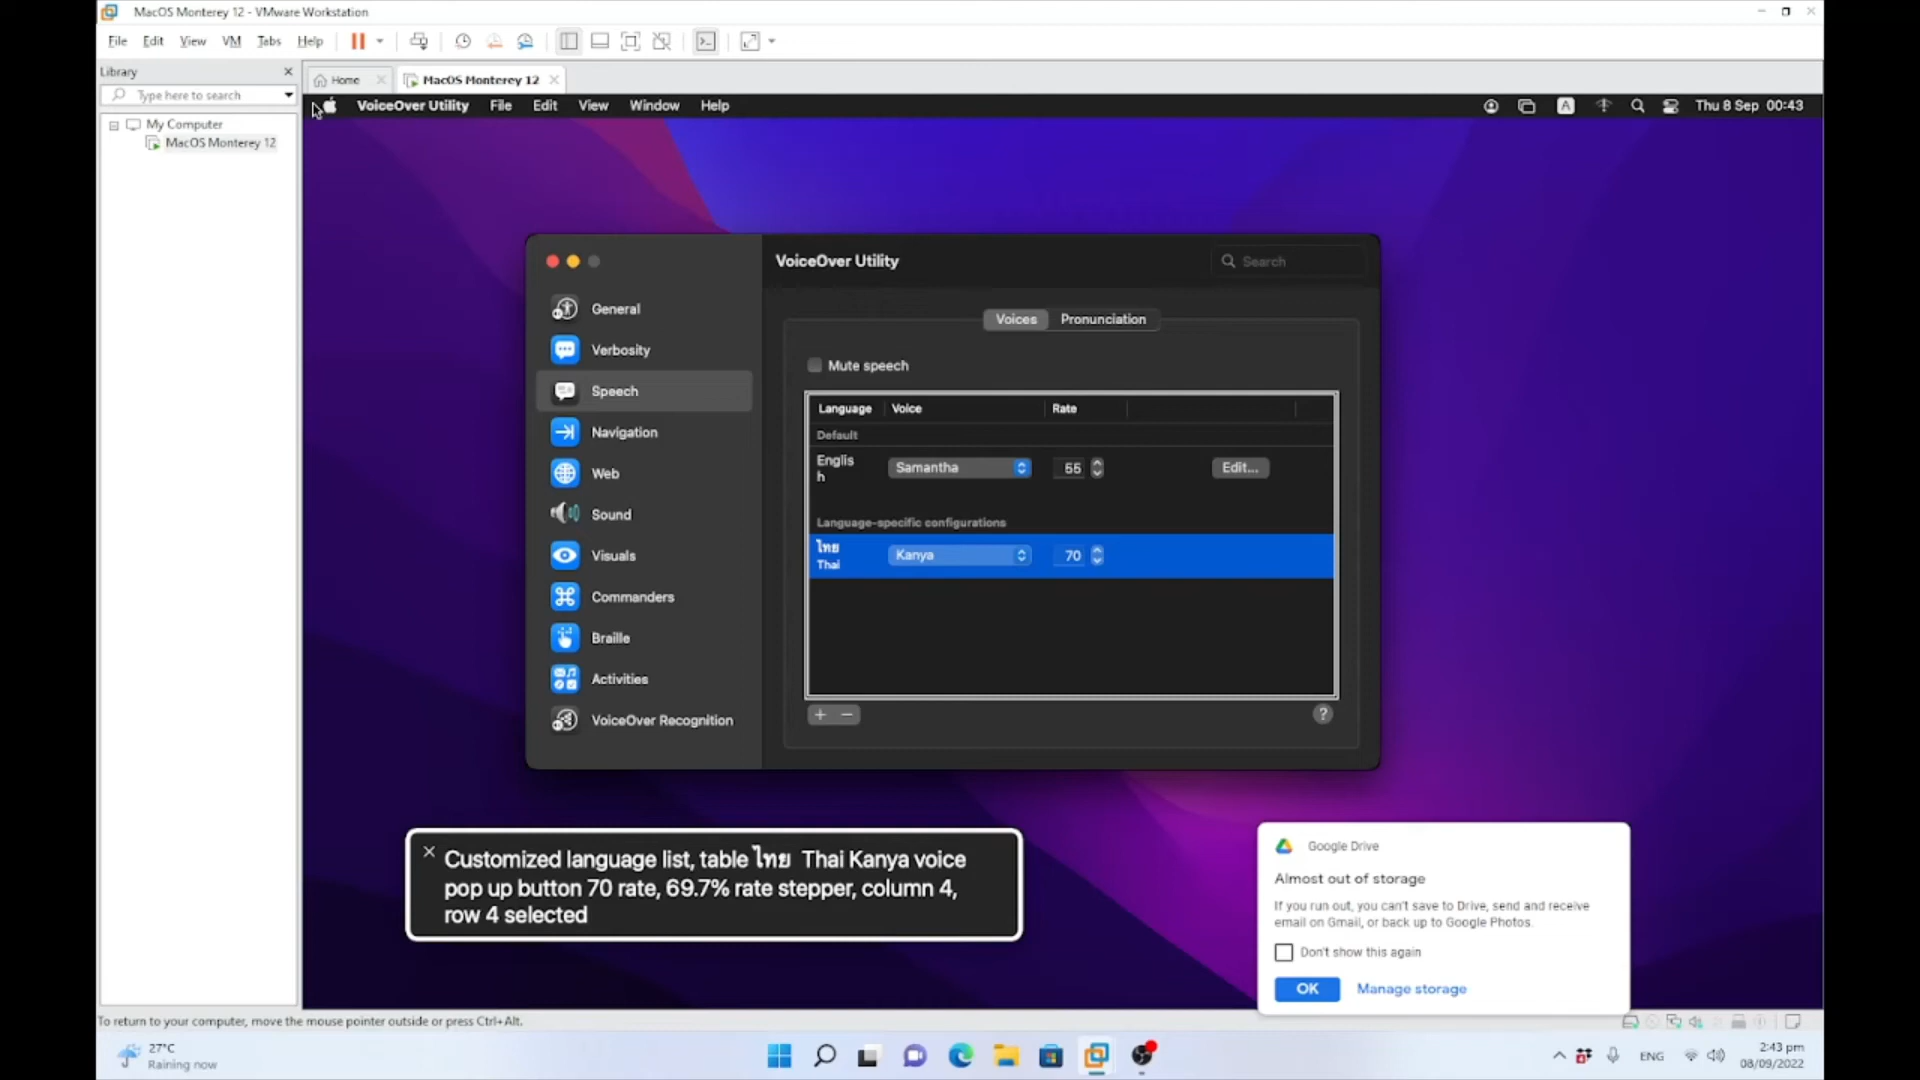 MacOS Monterey 12 - VMware Workstation
File Edit View VM Tabs Help
Library
Type here to search
My Computer
MacOS Monterey 12
Home
MacOS Monterey 12
VoiceOver Utility File Edit View Window Help
A
Thu 8 Sep 00:43
VoiceOver Utility
Search
General
Verbosity
Speech
Navigation
Web
Sound
Visuals
Commanders
Braille
Activities
VoiceOver Recognition
Voices Pronunciation
Mute speech
Language Voice Rate
Default
Englis
h
Samantha 55 Edit...
Language-specific configurations
ไทย
Thai
Kanya 70
+ −
?
Customized language list, table ไทย Thai Kanya voice
pop up button 70 rate, 69.7% rate stepper, column 4,
row 4 selected
Google Drive
Almost out of storage
If you run out, you can't save to Drive, send and receive
email on Gmail, or back up to Google Photos.
Don't show this again
OK Manage storage
To return to your computer, move the mouse pointer outside or press Ctrl+Alt.
27°C
Raining now
ENG
2:43 pm
08/09/2022